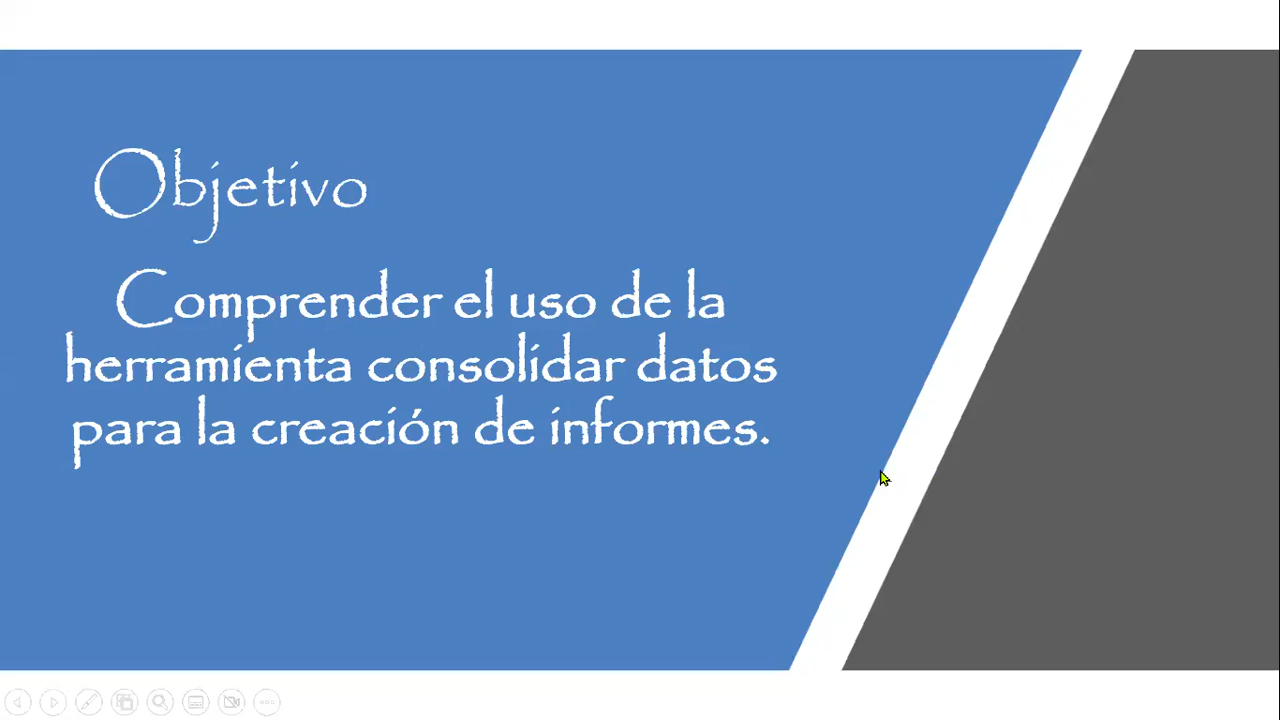 Objetivo
Comprender el uso de la
herramienta consolidar datos
para la creación de informes.